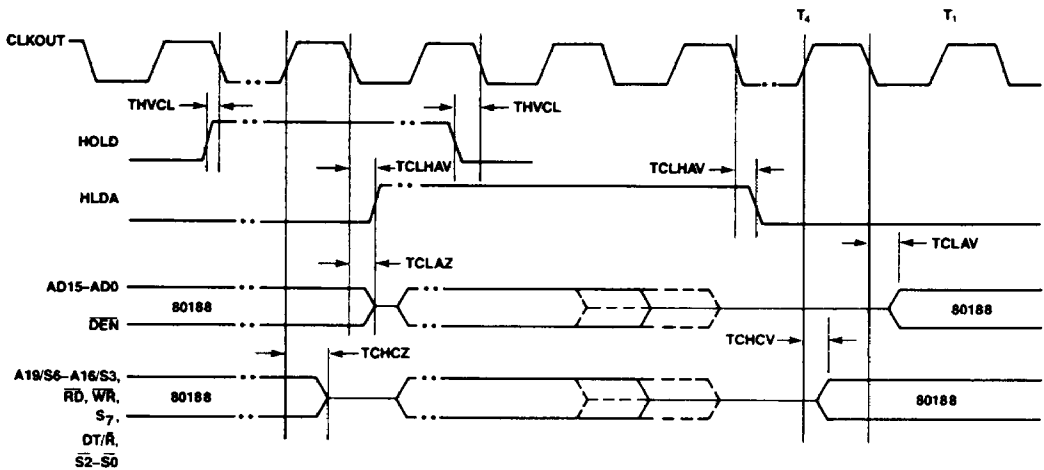 T4 T1
CLKOUT
THVCL THVCL
HOLD
TCLHAV TCLHAV
HLDA
TCLAV
TCLAZ
AD15–AD0
80188 80188
DEN
TCHCV
TCHCZ
A19/S6–A16/S3,
RD, WR, 80188 80188
S7,
DT/R,
S2–S0